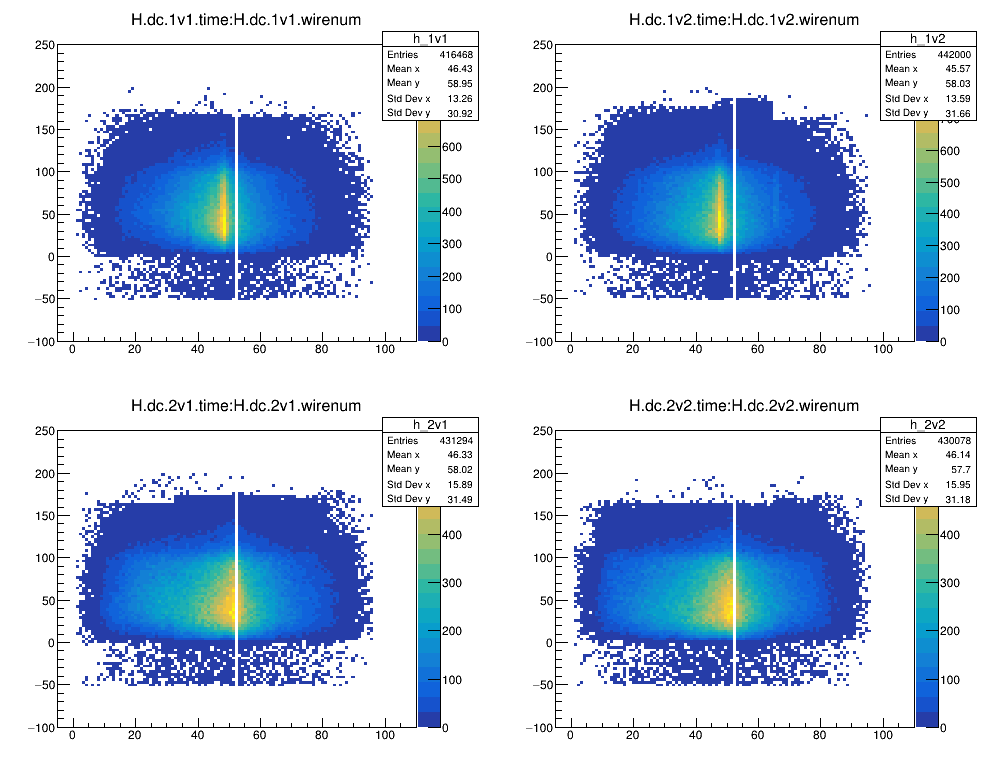 H.dc.1v1.time:H.dc.1v1.wirenum
h_1v1
Entries 416468
Mean x 46.43
Mean y 58.95
Std Dev x 13.26
Std Dev y 30.92
250
200
150
100
50
0
−50
−100
0 20 40 60 80 100
600
500
400
300
200
100
0
H.dc.1v2.time:H.dc.1v2.wirenum
h_1v2
Entries 442000
Mean x 45.57
Mean y 58.03
Std Dev x 13.59
Std Dev y 31.66
250
200
150
100
50
0
−50
−100
0 20 40 60 80 100
700
600
500
400
300
200
100
0
H.dc.2v1.time:H.dc.2v1.wirenum
h_2v1
Entries 431294
Mean x 46.33
Mean y 58.02
Std Dev x 15.89
Std Dev y 31.49
250
200
150
100
50
0
−50
−100
0 20 40 60 80 100
400
300
200
100
0
H.dc.2v2.time:H.dc.2v2.wirenum
h_2v2
Entries 430078
Mean x 46.14
Mean y 57.7
Std Dev x 15.95
Std Dev y 31.18
250
200
150
100
50
0
−50
−100
0 20 40 60 80 100
400
300
200
100
0